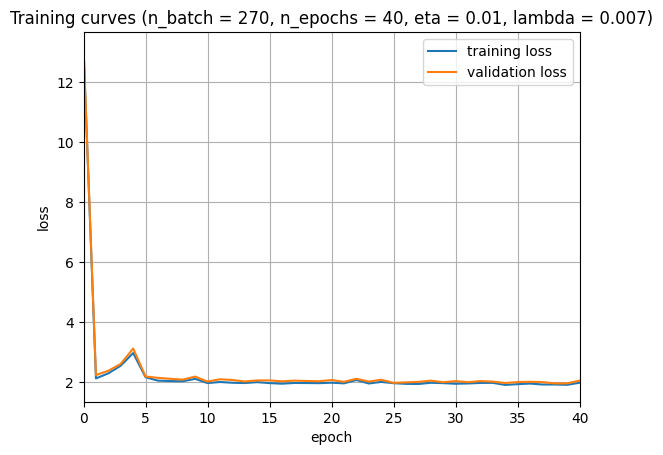 Training curves (n_batch = 270, n_epochs = 40, eta = 0.01, lambda = 0.007)
training loss
validation loss
12
10
8
6
4
2
loss
0 5 10 15 20 25 30 35 40
epoch